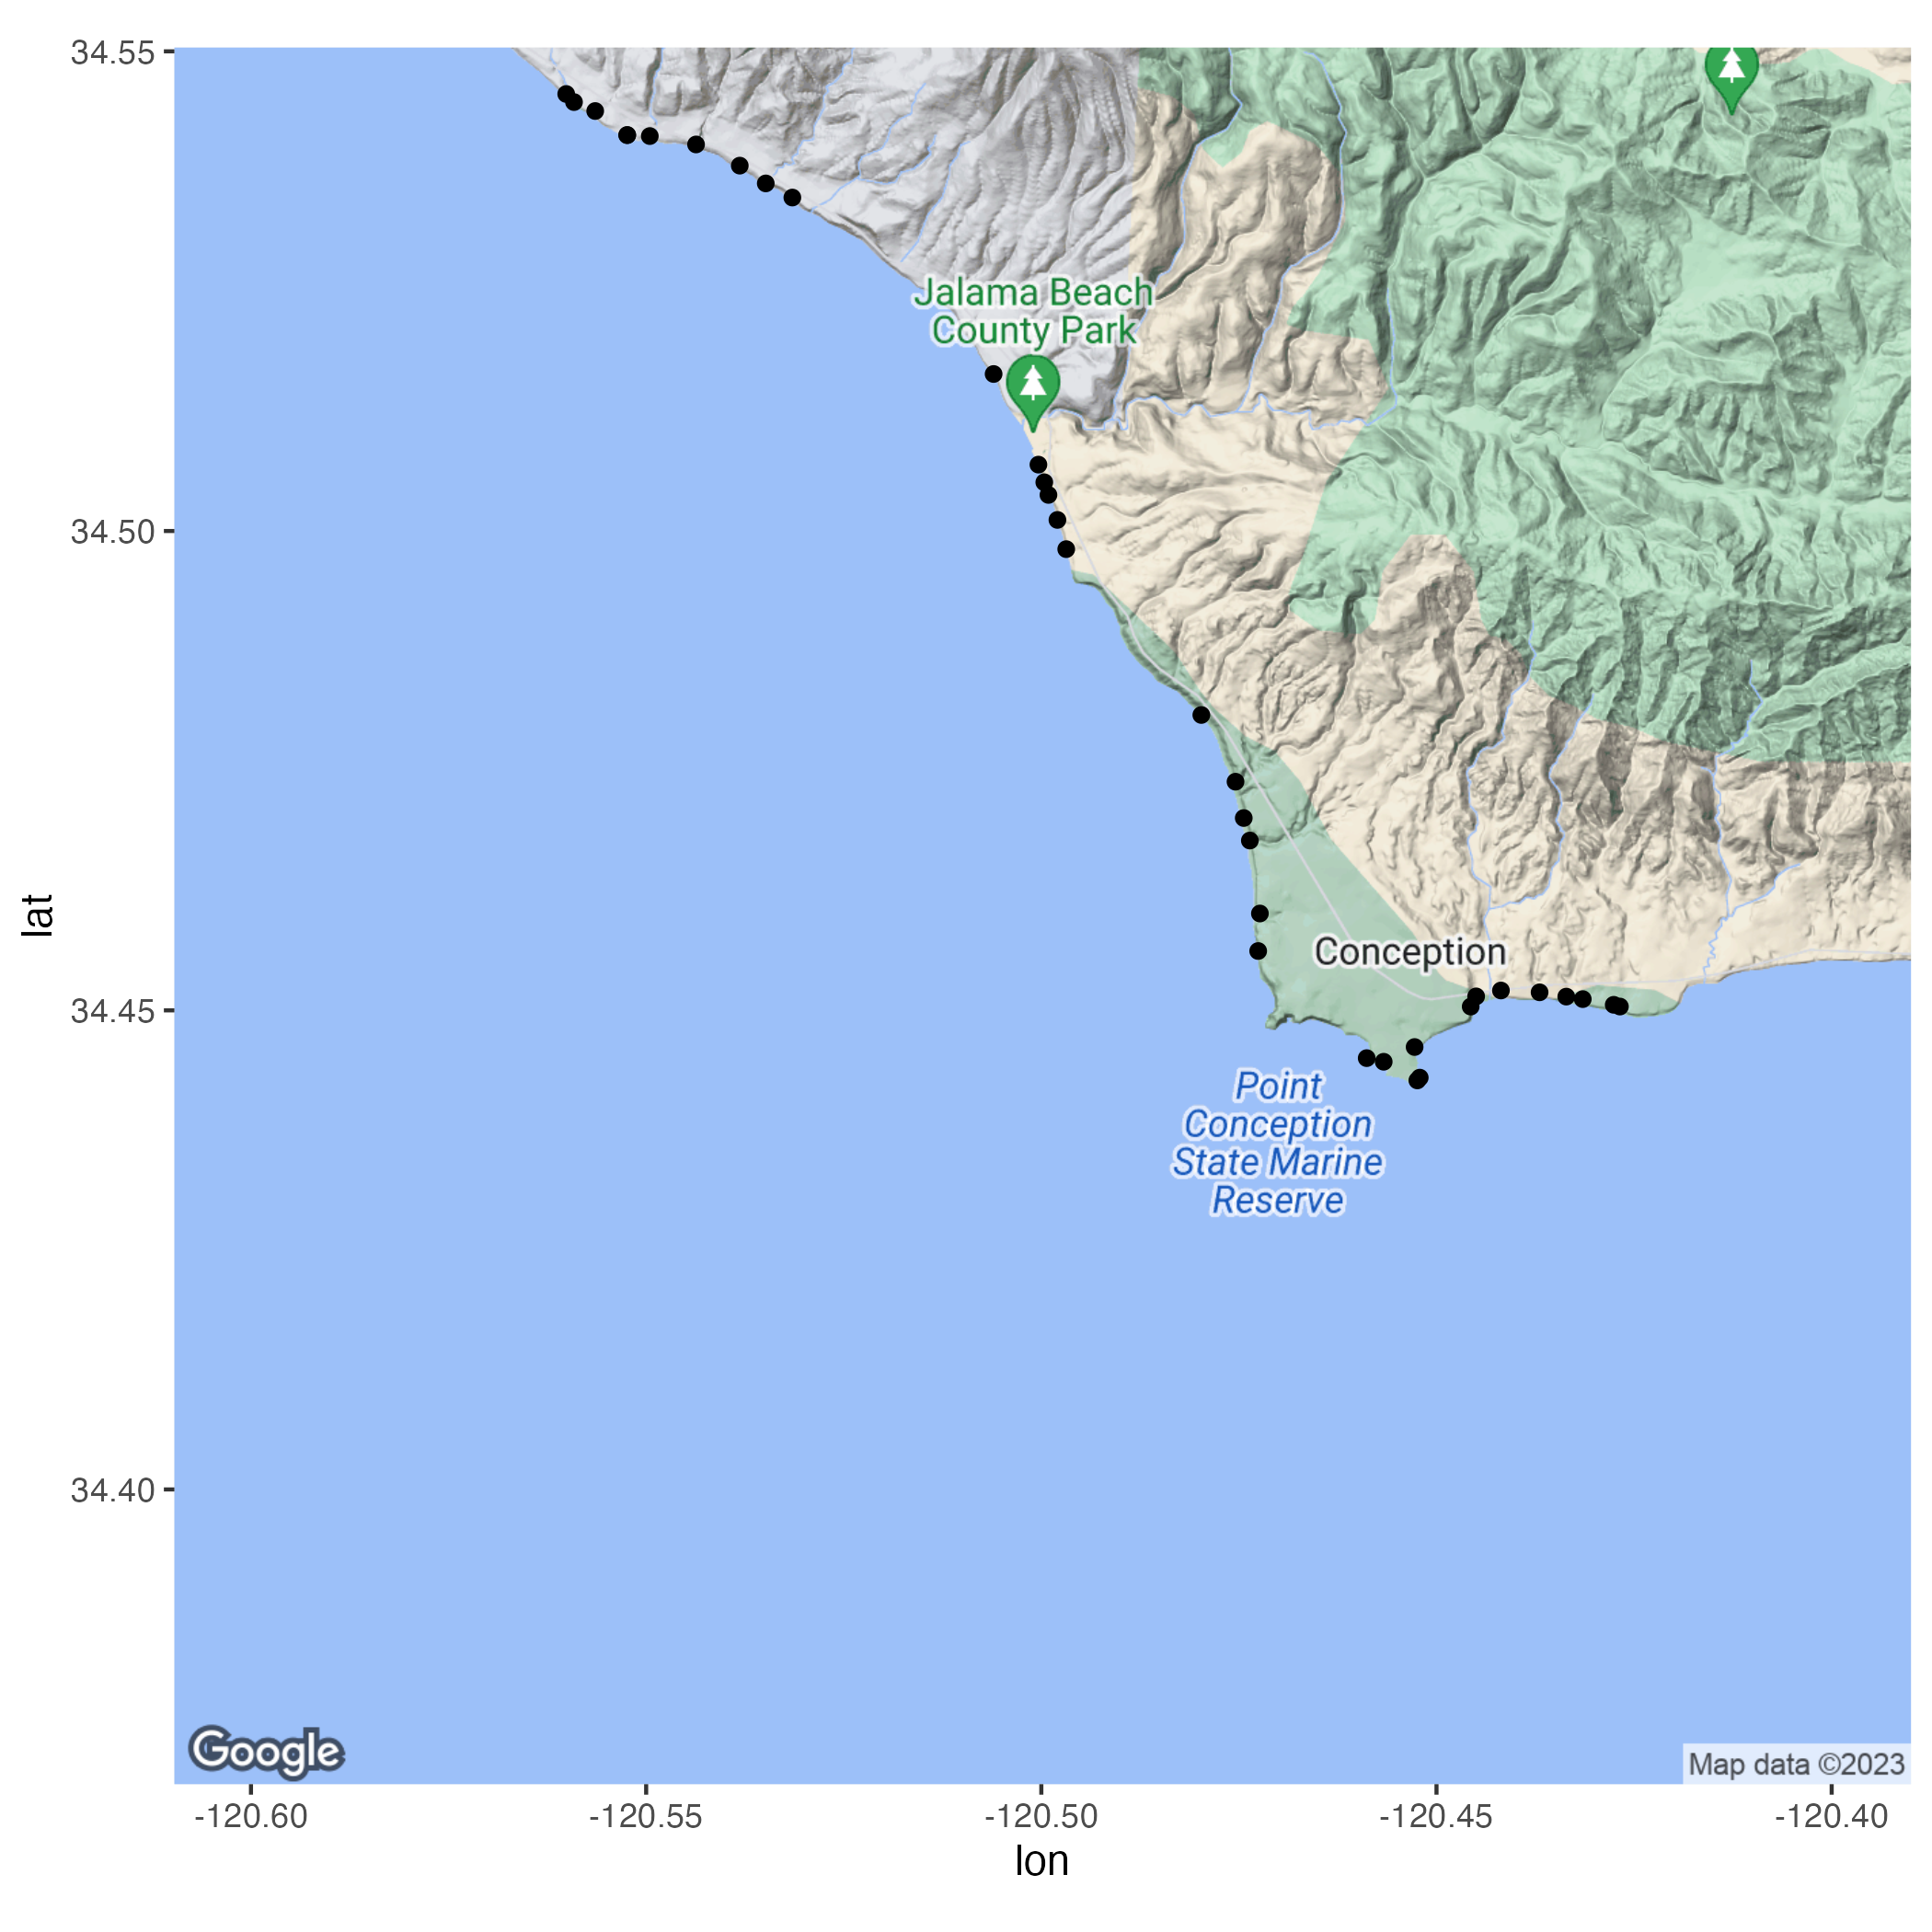 34.55
34.50
34.45
34.40
lat
Jalama Beach
County Park
Conception
Point
Conception
State Marine
Reserve
Google
Map data ©2023
-120.60
-120.55
-120.50
-120.45
-120.40
lon